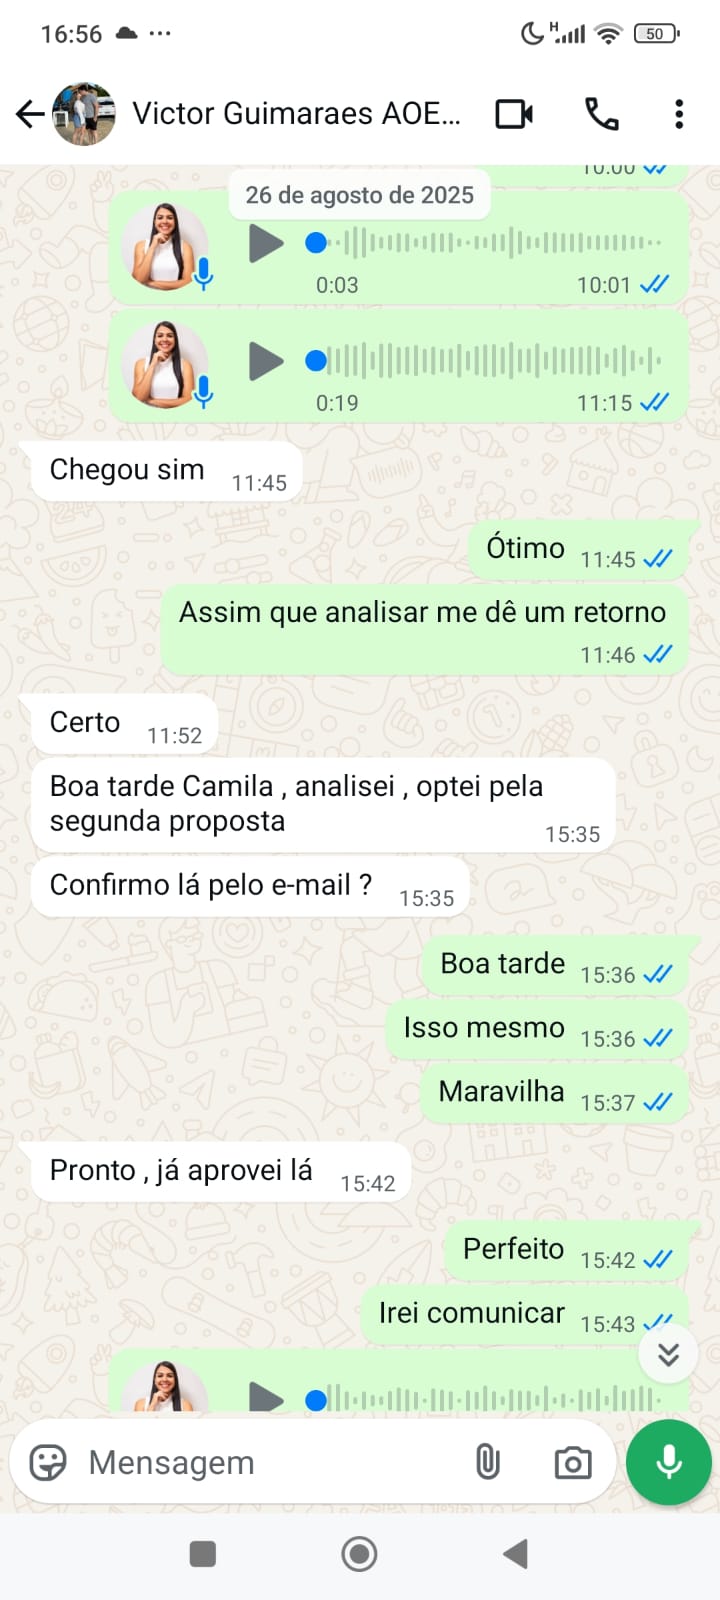 16:56
50
Victor Guimaraes AOE...
10:00
26 de agosto de 2025
0:03 10:01
0:19 11:15
Chegou sim 11:45
Ótimo 11:45
Assim que analisar me dê um retorno
11:46
Certo 11:52
Boa tarde Camila , analisei , optei pela
segunda proposta
15:35
Confirmo lá pelo e-mail ? 15:35
Boa tarde 15:36
Isso mesmo 15:36
Maravilha 15:37
Pronto , já aprovei lá 15:42
Perfeito 15:42
Irei comunicar 15:43
Mensagem